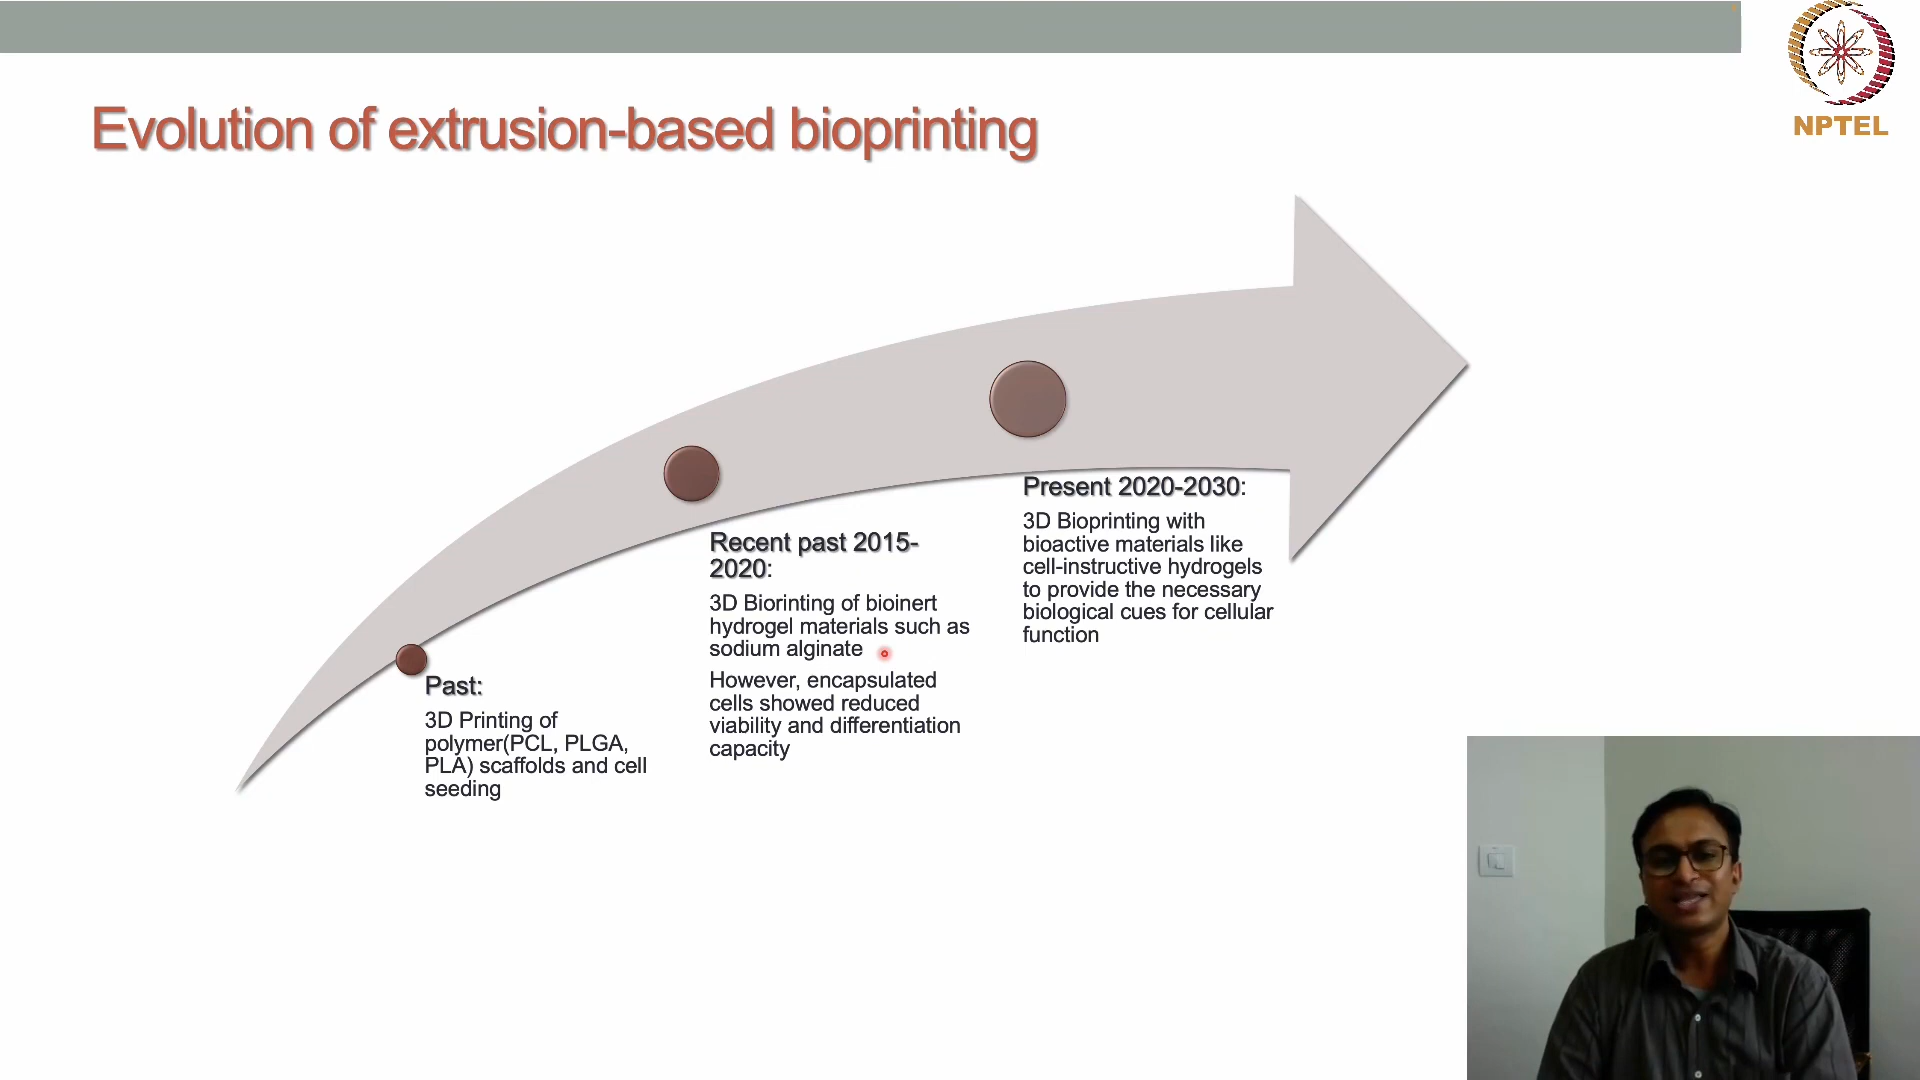 NPTEL
Evolution of extrusion-based bioprinting
Past:
3D Printing of
polymer(PCL, PLGA,
PLA) scaffolds and cell
seeding
Recent past 2015-
2020:
3D Biorinting of bioinert
hydrogel materials such as
sodium alginate
However, encapsulated
cells showed reduced
viability and differentiation
capacity
Present 2020-2030:
3D Bioprinting with
bioactive materials like
cell-instructive hydrogels
to provide the necessary
biological cues for cellular
function